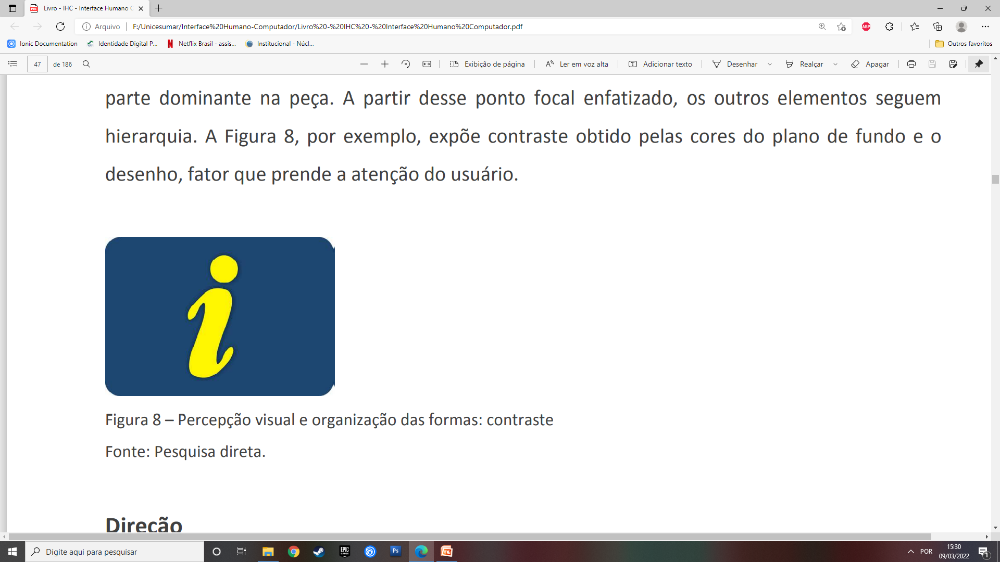 Livro - IHC - Interface Humano C
Arquivo
F:/Unicesumar/Interface%20Humano-Computador/Livro%20-%20IHC%20-%20Interface%20Humano%20Computador.pdf
ABP
Ionic Documentation
Identidade Digital P...
N Netflix Brasil - assis...
Institucional - Núcl...
Outros favoritos
47 de 186
Exibição de página
Ler em voz alta
Adicionar texto
Desenhar
Realçar
Apagar
parte dominante na peça. A partir desse ponto focal enfatizado, os outros elementos seguem
hierarquia. A Figura 8, por exemplo, expõe contraste obtido pelas cores do plano de fundo e o
desenho, fator que prende a atenção do usuário.
i
Figura 8 – Percepção visual e organização das formas: contraste
Fonte: Pesquisa direta.
Direção
Digite aqui para pesquisar
EPIC GAMES
Ps
POR
15:30
09/03/2022
1